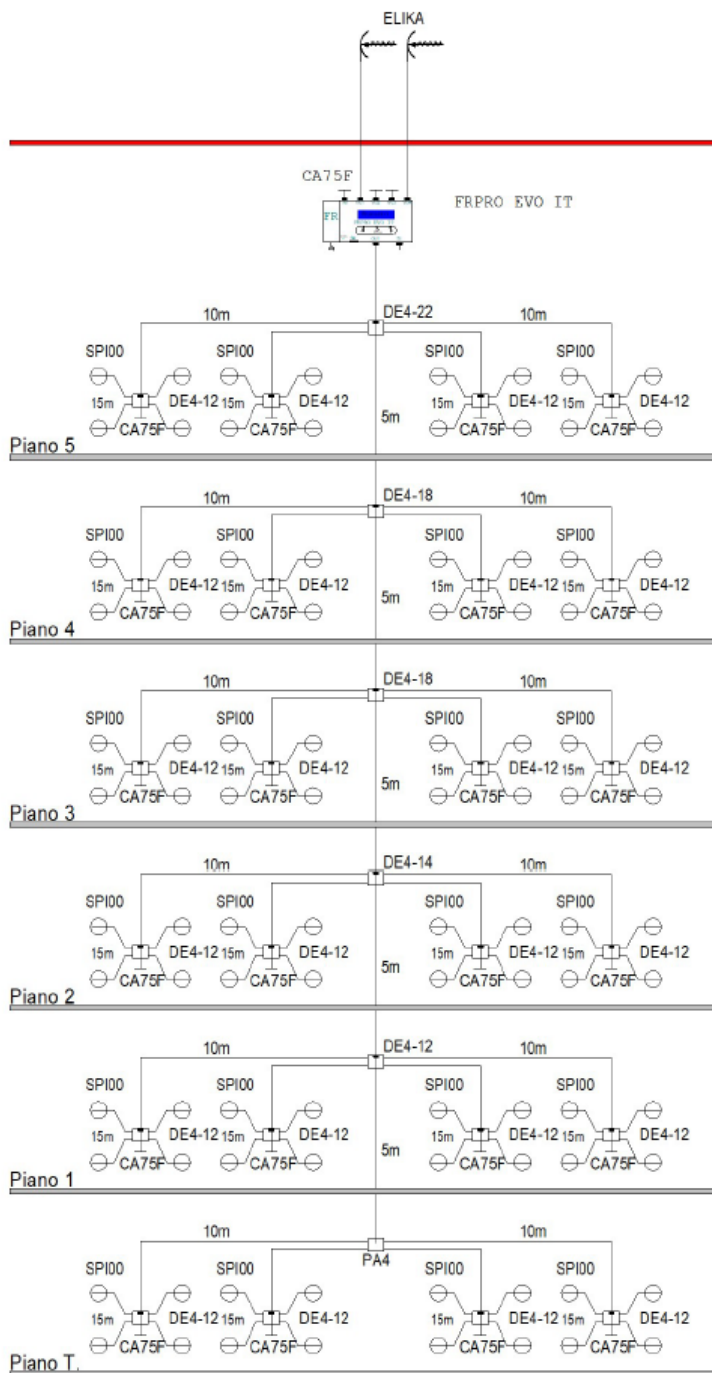 ELIKA
CA75F
FRPRO EVO IT
FR
DE4-22
10m 10m
SPI00 SPI00 SPI00 SPI00
15m DE4-12 15m DE4-12 15m DE4-12 15m DE4-12
5m
CA75F CA75F CA75F CA75F
Piano 5
DE4-18
10m 10m
SPI00 SPI00 SPI00 SPI00
15m DE4-12 15m DE4-12 15m DE4-12 15m DE4-12
5m
CA75F CA75F CA75F CA75F
Piano 4
DE4-18
10m 10m
SPI00 SPI00 SPI00 SPI00
15m DE4-12 15m DE4-12 15m DE4-12 15m DE4-12
5m
CA75F CA75F CA75F CA75F
Piano 3
DE4-14
10m 10m
SPI00 SPI00 SPI00 SPI00
15m DE4-12 15m DE4-12 15m DE4-12 15m DE4-12
5m
CA75F CA75F CA75F CA75F
Piano 2
DE4-12
10m 10m
SPI00 SPI00 SPI00 SPI00
15m DE4-12 15m DE4-12 15m DE4-12 15m DE4-12
5m
CA75F CA75F CA75F CA75F
Piano 1
10m 10m
PA4
SPI00 SPI00 SPI00 SPI00
15m DE4-12 15m DE4-12 15m DE4-12 15m DE4-12
CA75F CA75F CA75F CA75F
Piano T.